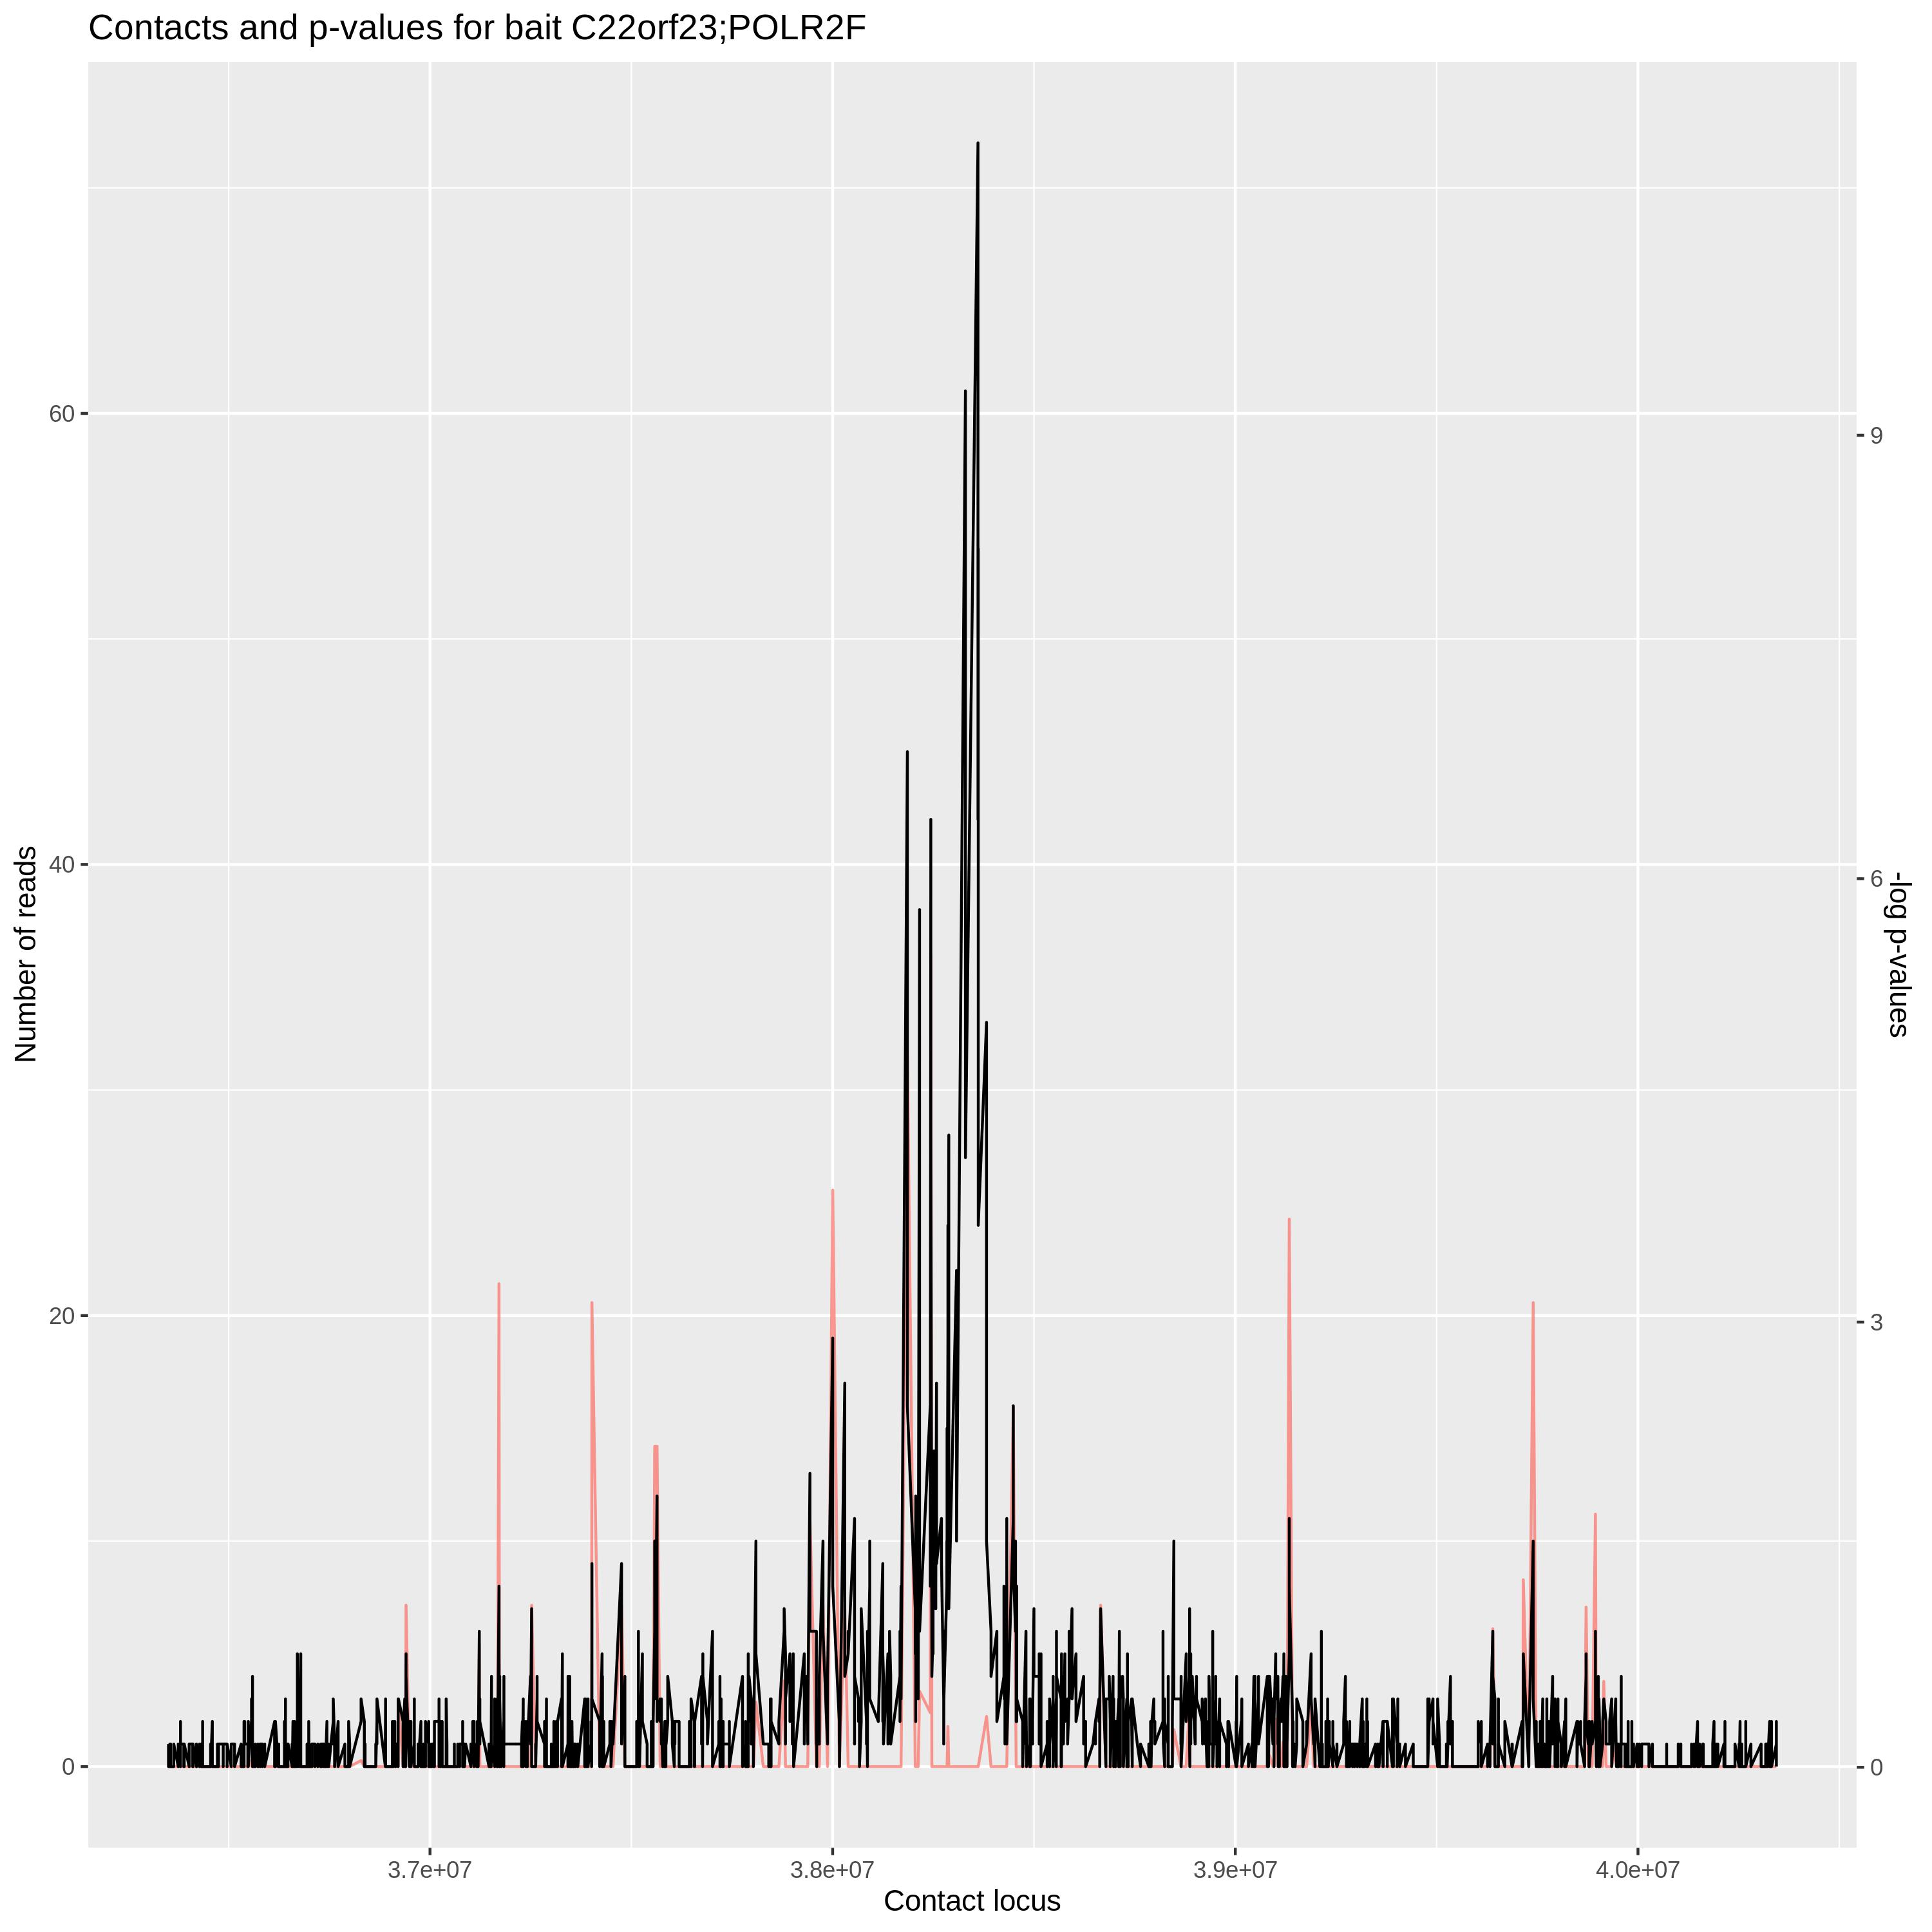 Contacts and p-values for bait C22orf23;POLR2F
Number of reads
60
40
20
0
9
6
3
0
-log p-values
3.7e+07
3.8e+07
3.9e+07
4.0e+07
Contact locus